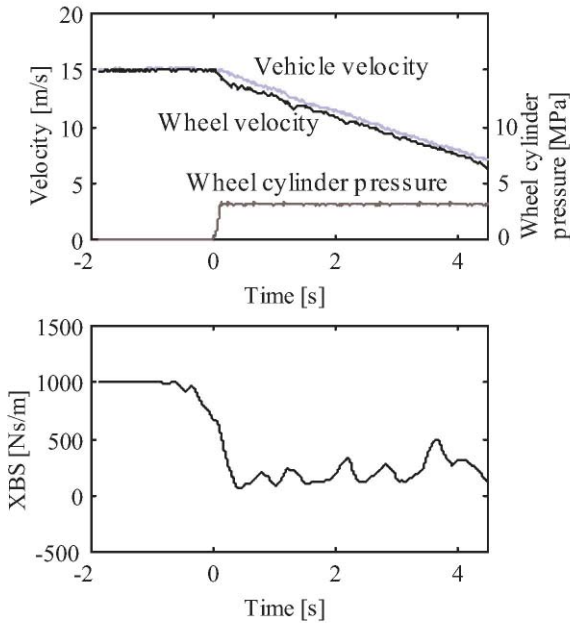 20
15
10
5
0
Velocity [m/s]
Vehicle velocity
Wheel velocity
Wheel cylinder pressure
10
5
0
Wheel cylinder
pressure [MPa]
-2
0
2
4
Time [s]
1500
1000
500
0
-500
XBS [Ns/m]
-2
0
2
4
Time [s]